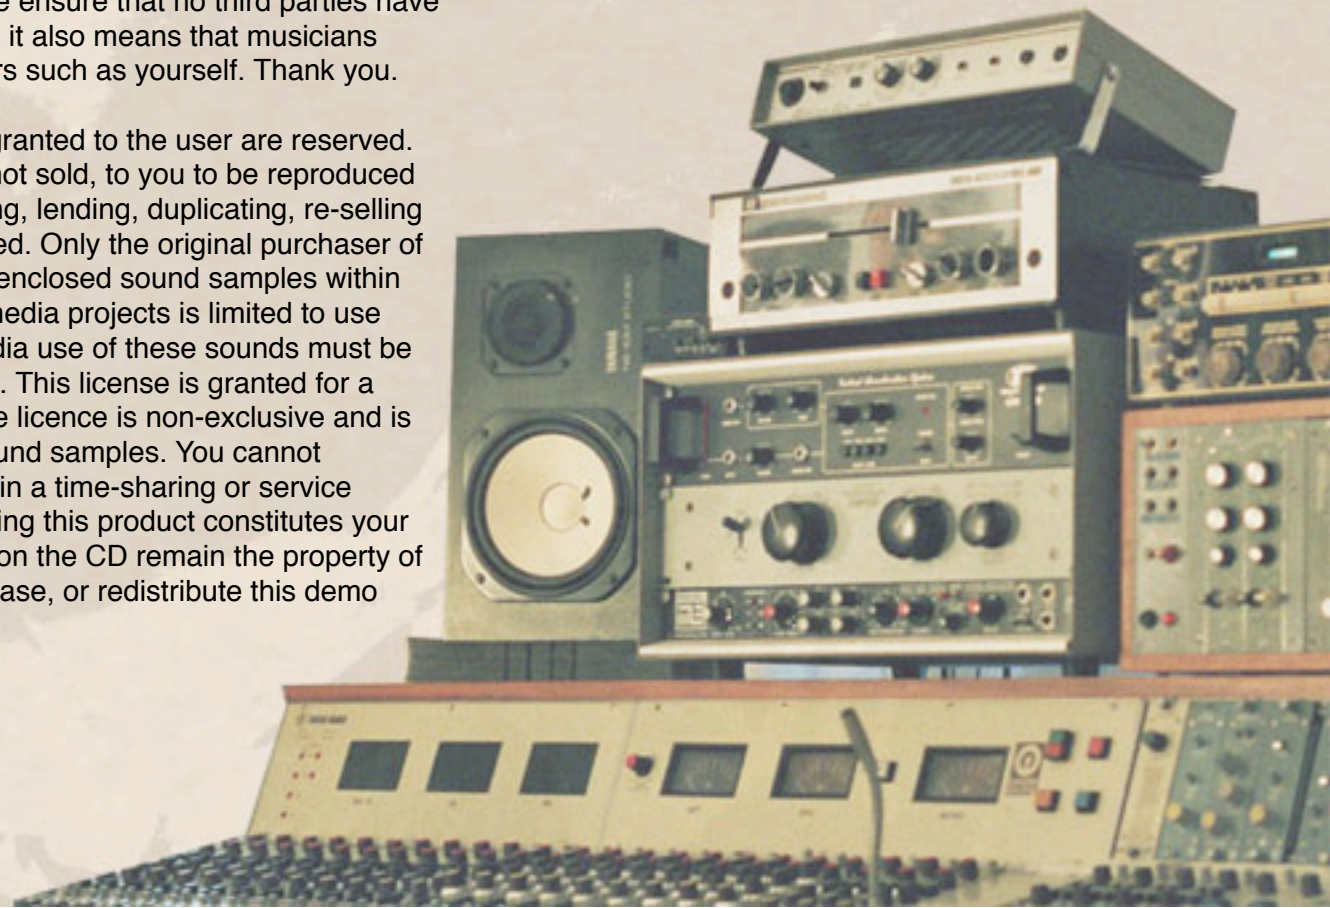 e ensure that no third parties have
it also means that musicians
rs such as yourself. Thank you.
granted to the user are reserved.
not sold, to you to be reproduced
ng, lending, duplicating, re-selling
ed. Only the original purchaser of
enclosed sound samples within
nedia projects is limited to use
dia use of these sounds must be
. This license is granted for a
e licence is non-exclusive and is
und samples. You cannot
in a time-sharing or service
ing this product constitutes your
on the CD remain the property of
ase, or redistribute this demo
YAMAHA